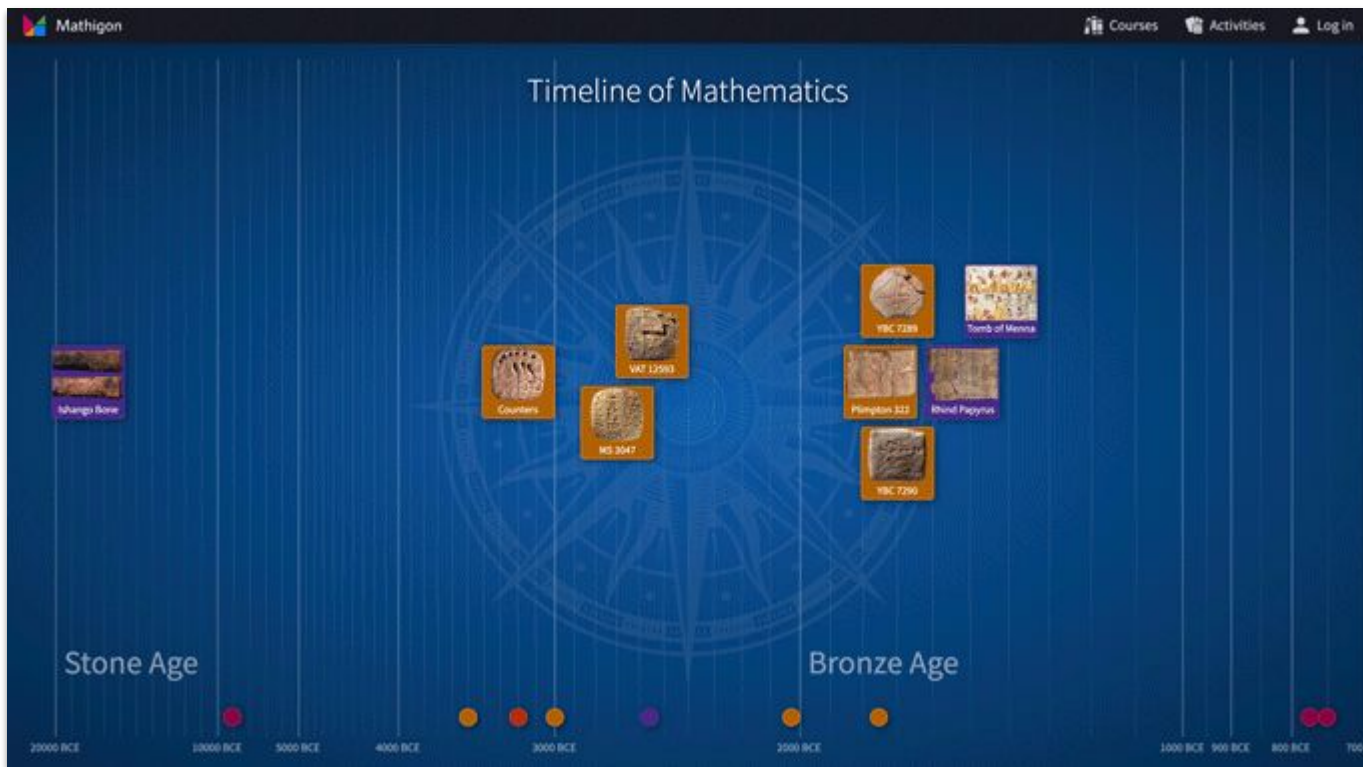 Mathigon
Courses
Activities
Log in
Timeline of Mathematics
YBC 7289
Tomb of Menna
VAT 12593
Ishango Bone
Counters
Plimpton 322
Rhind Papyrus
MS 3047
YBC 7290
Stone Age
Bronze Age
20000 BCE
10000 BCE
5000 BCE
4000 BCE
3000 BCE
2000 BCE
1000 BCE
900 BCE
800 BCE
700